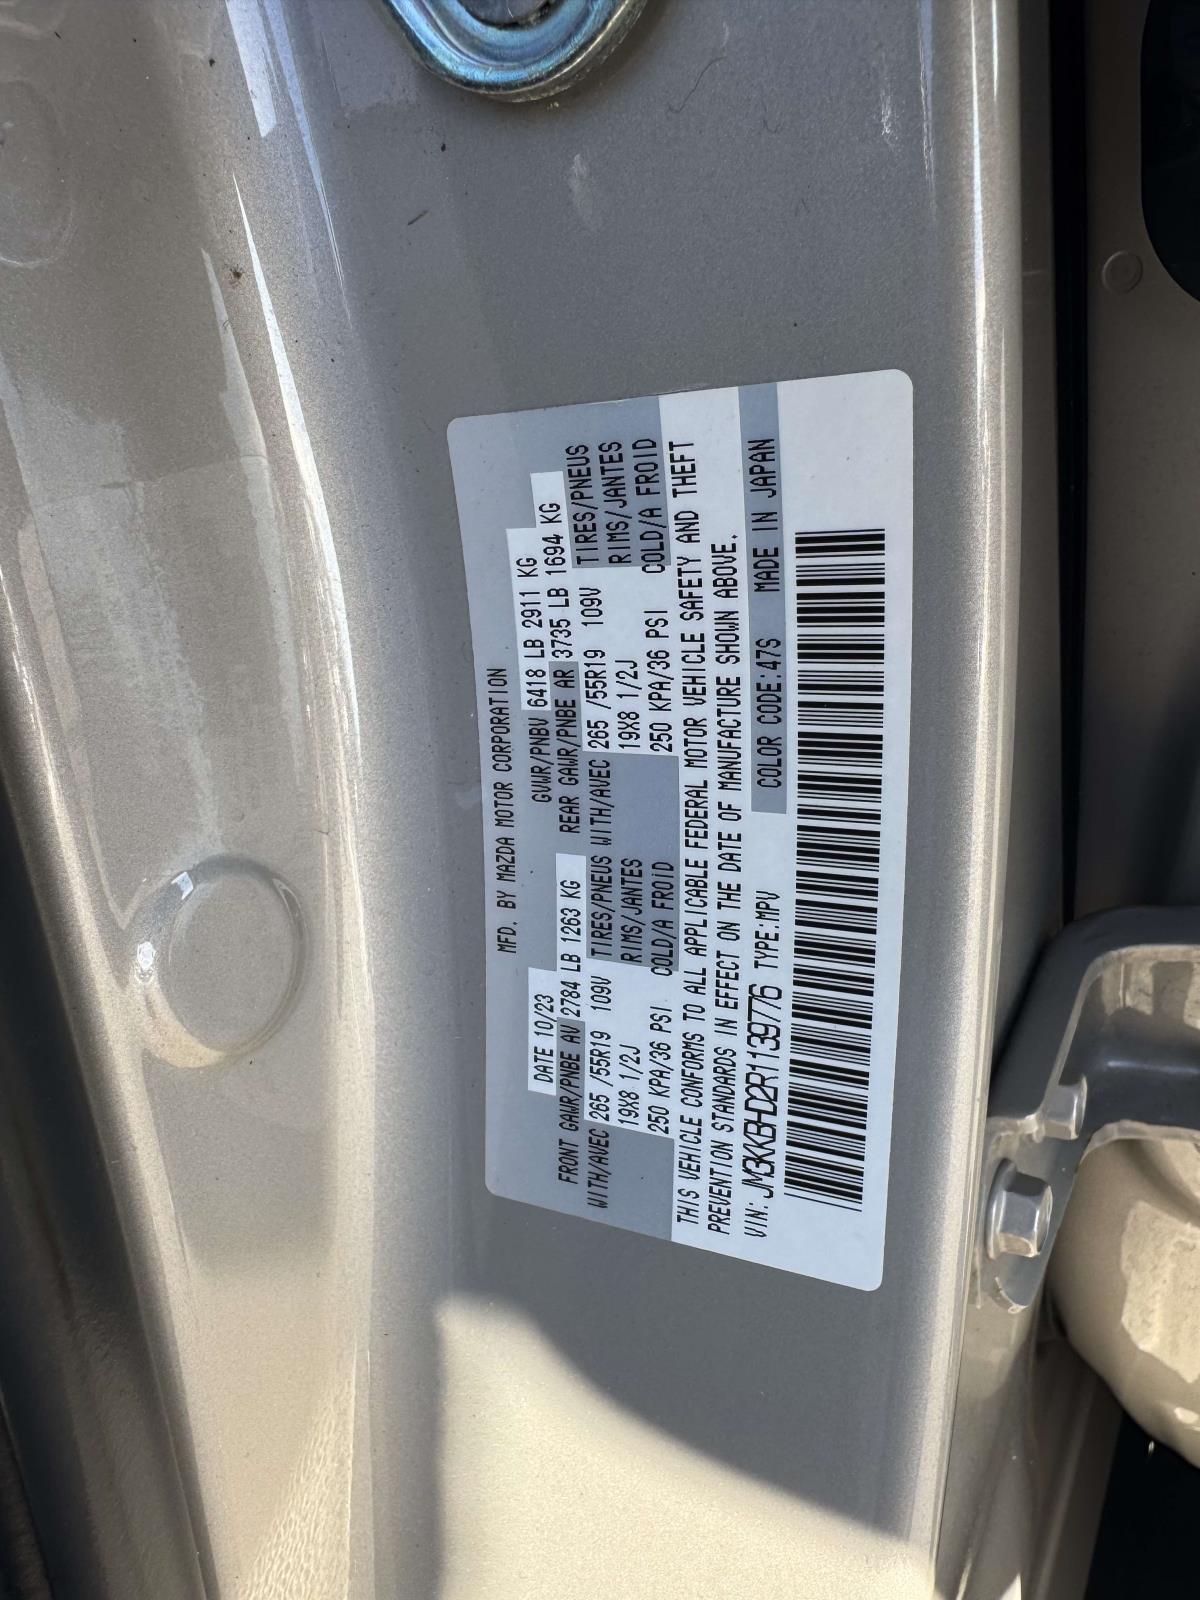 MFD. BY MAZDA MOTOR CORPORATION
DATE 10/23 GVWR/PNBV 6418 LB 2911 KG
FRONT GAWR/PNBE AV 2784 LB 1263 KG REAR GAWR/PNBE AR 3735 LB 1694 KG
WITH/AVEC 265 /55R19 109V TIRES/PNEUS WITH/AVEC 265 /55R19 109V TIRES/PNEUS
19X8 1/2J RIMS/JANTES 19X8 1/2J RIMS/JANTES
250 KPA/36 PSI COLD/A FROID 250 KPA/36 PSI COLD/A FROID
THIS VEHICLE CONFORMS TO ALL APPLICABLE FEDERAL MOTOR VEHICLE SAFETY AND THEFT
PREVENTION STANDARDS IN EFFECT ON THE DATE OF MANUFACTURE SHOWN ABOVE.
VIN: JM3KKBHD2R1139776 TYPE:MPV COLOR CODE:47S MADE IN JAPAN